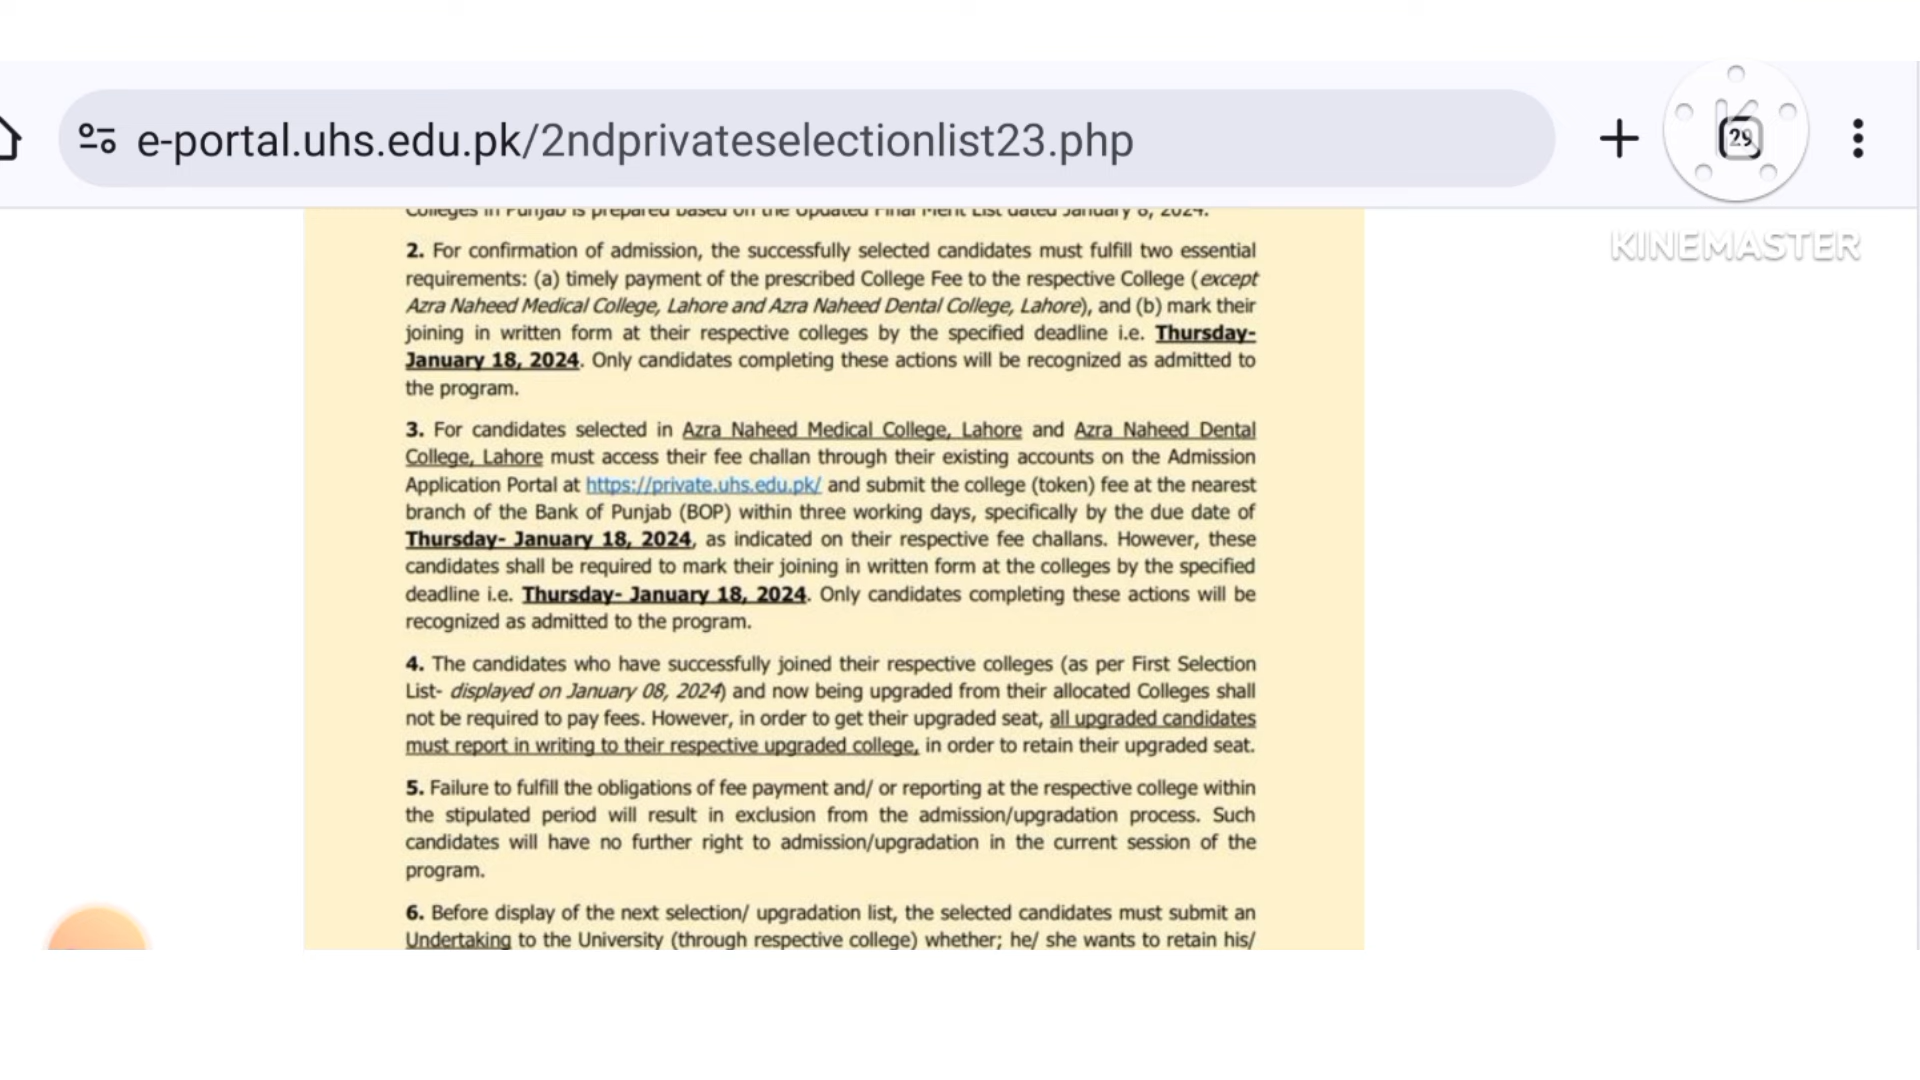 e-portal.uhs.edu.pk/2ndprivateselectionlist23.php
29
KINEMASTER
Colleges in Punjab is prepared based on the Updated Final Merit List dated January 8, 2024.
2. For confirmation of admission, the successfully selected candidates must fulfill two essential
requirements: (a) timely payment of the prescribed College Fee to the respective College (except
Azra Naheed Medical College, Lahore and Azra Naheed Dental College, Lahore), and (b) mark their
joining in written form at their respective colleges by the specified deadline i.e. Thursday-
January 18, 2024. Only candidates completing these actions will be recognized as admitted to
the program.
3. For candidates selected in Azra Naheed Medical College, Lahore and Azra Naheed Dental
College, Lahore must access their fee challan through their existing accounts on the Admission
Application Portal at https://private.uhs.edu.pk/ and submit the college (token) fee at the nearest
branch of the Bank of Punjab (BOP) within three working days, specifically by the due date of
Thursday- January 18, 2024, as indicated on their respective fee challans. However, these
candidates shall be required to mark their joining in written form at the colleges by the specified
deadline i.e. Thursday- January 18, 2024. Only candidates completing these actions will be
recognized as admitted to the program.
4. The candidates who have successfully joined their respective colleges (as per First Selection
List- displayed on January 08, 2024) and now being upgraded from their allocated Colleges shall
not be required to pay fees. However, in order to get their upgraded seat, all upgraded candidates
must report in writing to their respective upgraded college, in order to retain their upgraded seat.
5. Failure to fulfill the obligations of fee payment and/ or reporting at the respective college within
the stipulated period will result in exclusion from the admission/upgradation process. Such
candidates will have no further right to admission/upgradation in the current session of the
program.
6. Before display of the next selection/ upgradation list, the selected candidates must submit an
Undertaking to the University (through respective college) whether; he/ she wants to retain his/